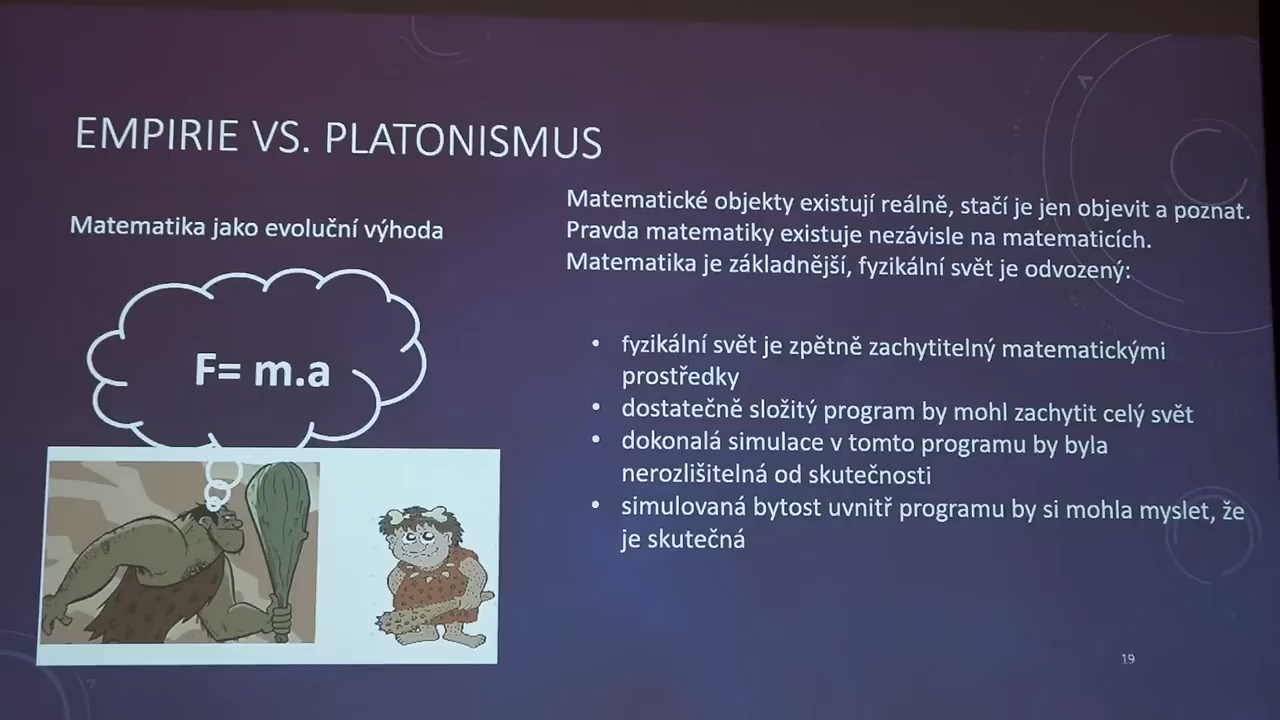 EMPIRIE VS. PLATONISMUS
Matematika jako evoluční výhoda
F= m.a
Matematické objekty existují reálně, stačí je jen objevit a poznat.
Pravda matematiky existuje nezávisle na matematicích.
Matematika je základnější, fyzikální svět je odvozený:
• fyzikální svět je zpětně zachytitelný matematickými
prostředky
• dostatečně složitý program by mohl zachytit celý svět
• dokonalá simulace v tomto programu by byla
nerozlišitelná od skutečnosti
• simulovaná bytost uvnitř programu by si mohla myslet, že
je skutečná
19